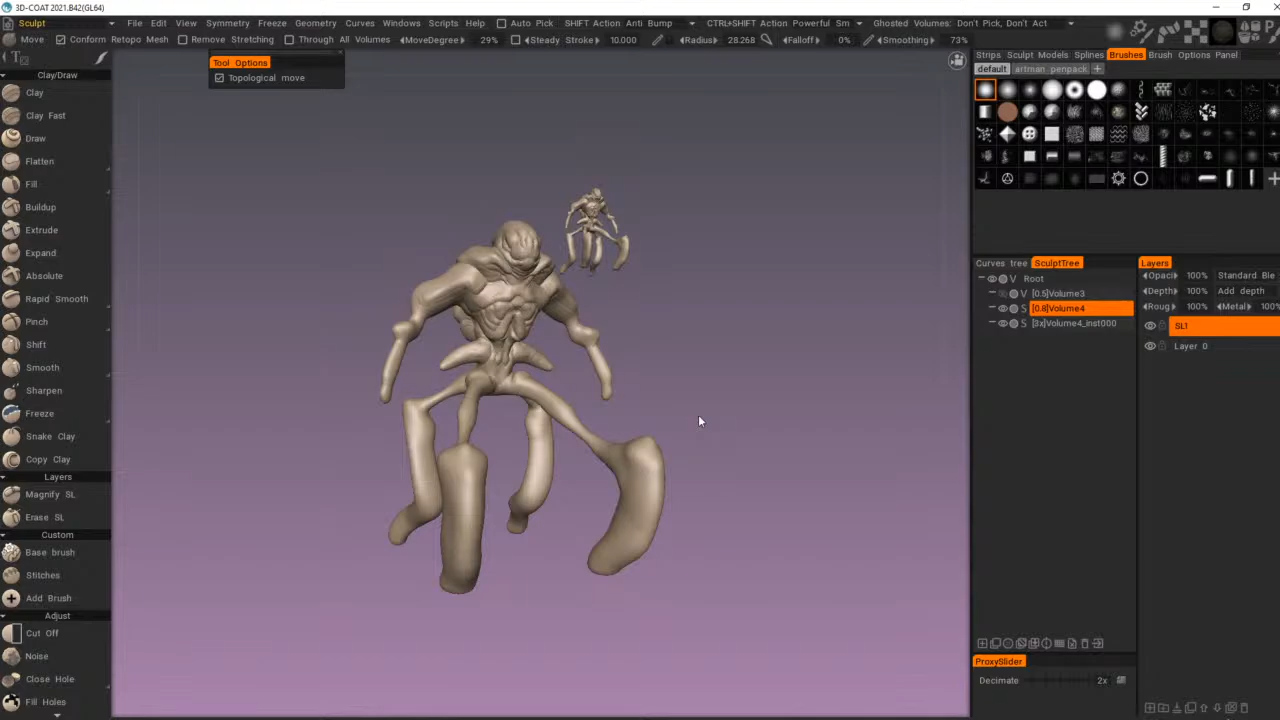 3D-COAT 2021.B42(GL64)
Sculpt File Edit View Symmetry Freeze Geometry Curves Windows Scripts Help Auto Pick SHIFT Action Anti Bump CTRL+SHIFT Action Powerful Sm Ghosted Volumes: Don't Pick, Don't Act
Move Conform Retopo Mesh Remove Stretching Through All Volumes MoveDegree 29% Steady Stroke 10.000 Radius 28.268 Falloff 0% Smoothing 73%
Tool Options
Topological move
Clay/Draw
Clay
Clay Fast
Draw
Flatten
Fill
Buildup
Extrude
Expand
Absolute
Rapid Smooth
Pinch
Shift
Smooth
Sharpen
Freeze
Snake Clay
Copy Clay
Layers
Magnify SL
Erase SL
Custom
Base brush
Stitches
Add Brush
Adjust
Cut Off
Noise
Close Hole
Fill Holes
Strips Sculpt Models Splines Brushes Brush Options Panel
default artman penpack +
Curves tree SculptTree
V Root
V [0.5]Volume3
S [0.8]Volume4
S [3x]Volume4_inst000
Layers
Opaci 100% Standard Ble
Depth 100% Add depth
Roug 100% Metal 100%
SL1
Layer 0
ProxySlider
Decimate 2x